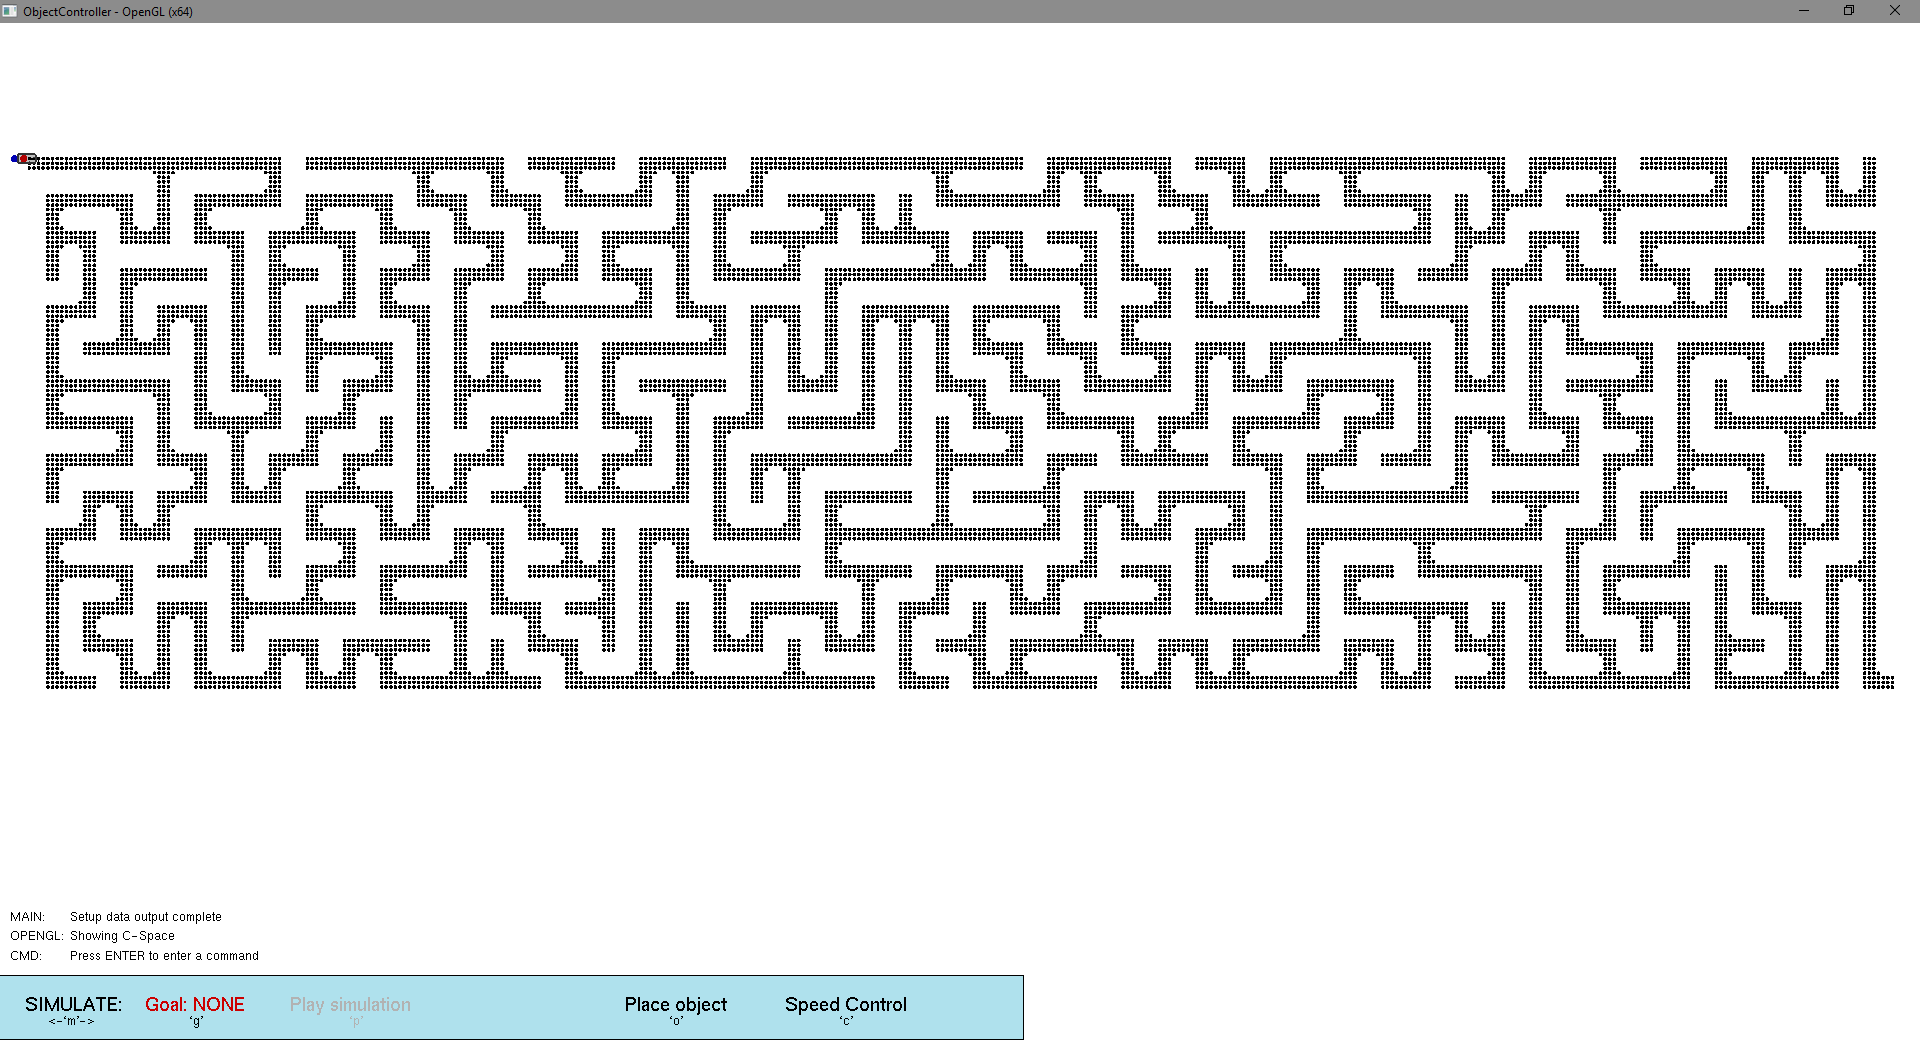 ObjectController - OpenGL (x64)
MAIN: Setup data output complete
OPENGL: Showing C-Space
CMD: Press ENTER to enter a command
SIMULATE: Goal: NONE Play simulation Place object Speed Control
<-'m'-> 'g' 'p' 'o' 'c'